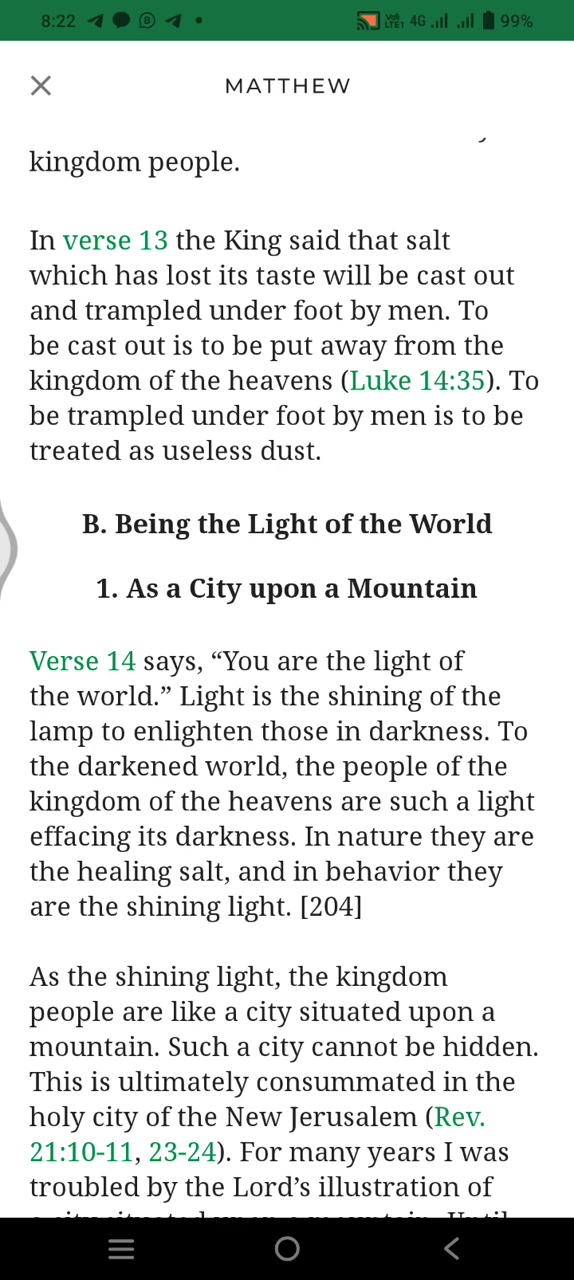 8:22
VoLTE1 4G 99%
MATTHEW
kingdom people.
In verse 13 the King said that salt
which has lost its taste will be cast out
and trampled under foot by men. To
be cast out is to be put away from the
kingdom of the heavens (Luke 14:35). To
be trampled under foot by men is to be
treated as useless dust.
B. Being the Light of the World
1. As a City upon a Mountain
Verse 14 says, “You are the light of
the world.” Light is the shining of the
lamp to enlighten those in darkness. To
the darkened world, the people of the
kingdom of the heavens are such a light
effacing its darkness. In nature they are
the healing salt, and in behavior they
are the shining light. [204]
As the shining light, the kingdom
people are like a city situated upon a
mountain. Such a city cannot be hidden.
This is ultimately consummated in the
holy city of the New Jerusalem (Rev.
21:10-11, 23-24). For many years I was
troubled by the Lord’s illustration of